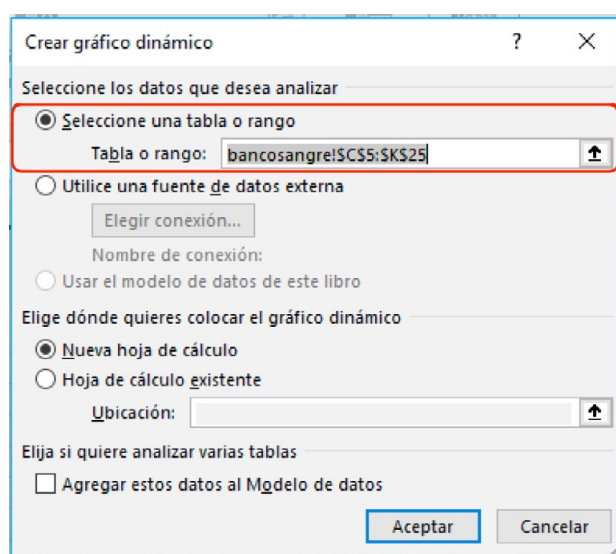 Crear gráfico dinámico ?
Seleccione los datos que desea analizar
Seleccione una tabla o rango
Tabla o rango: bancosangre!$C$5:$K$25
Utilice una fuente de datos externa
Elegir conexión...
Nombre de conexión:
Usar el modelo de datos de este libro
Elige dónde quieres colocar el gráfico dinámico
Nueva hoja de cálculo
Hoja de cálculo existente
Ubicación:
Elija si quiere analizar varias tablas
Agregar estos datos al Modelo de datos
Aceptar Cancelar